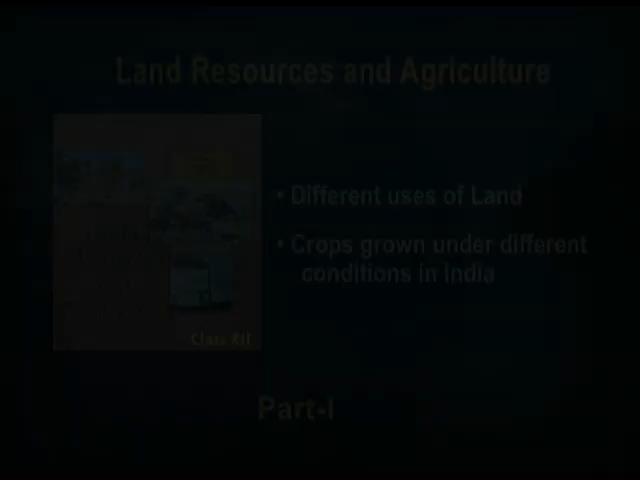 Land Resources and Agriculture
• Different uses of Land
• Crops grown under different
conditions in India
Class XII
Part-I